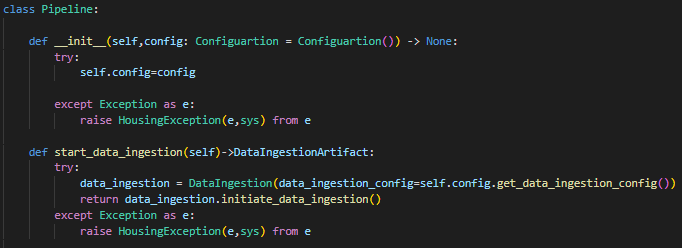 class Pipeline:
def __init__(self,config: Configuartion = Configuartion()) -> None:
try:
self.config=config
except Exception as e:
raise HousingException(e,sys) from e
def start_data_ingestion(self)->DataIngestionArtifact:
try:
data_ingestion = DataIngestion(data_ingestion_config=self.config.get_data_ingestion_config())
return data_ingestion.initiate_data_ingestion()
except Exception as e:
raise HousingException(e,sys) from e